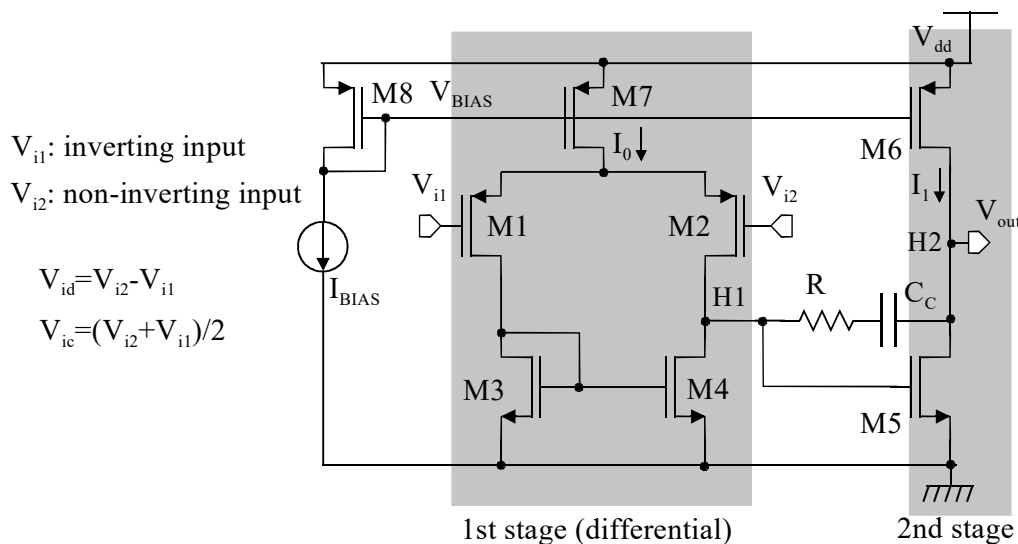 V_dd
M8
V_BIAS
M7
V_i1: inverting input
V_i2: non-inverting input
I_0
M6
V_i1
V_i2
I_1
V_out
M1
M2
H2
V_id=V_i2-V_i1
V_ic=(V_i2+V_i1)/2
I_BIAS
H1
R
C_C
M3
M4
M5
1st stage (differential)
2nd stage